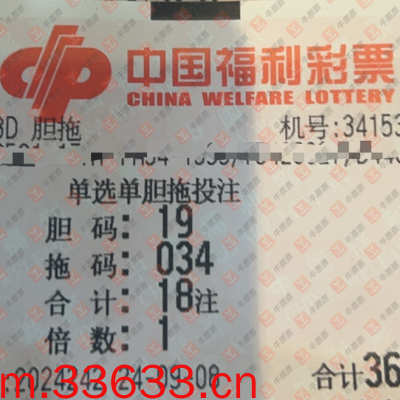 中国福利彩票
CHINA WELFARE LOTTERY
3D 胆拖 机号:34153
单选单胆拖投注
胆 码: 19
拖 码: 034
合 计: 18注
倍 数: 1
合计36
m.33633.cn